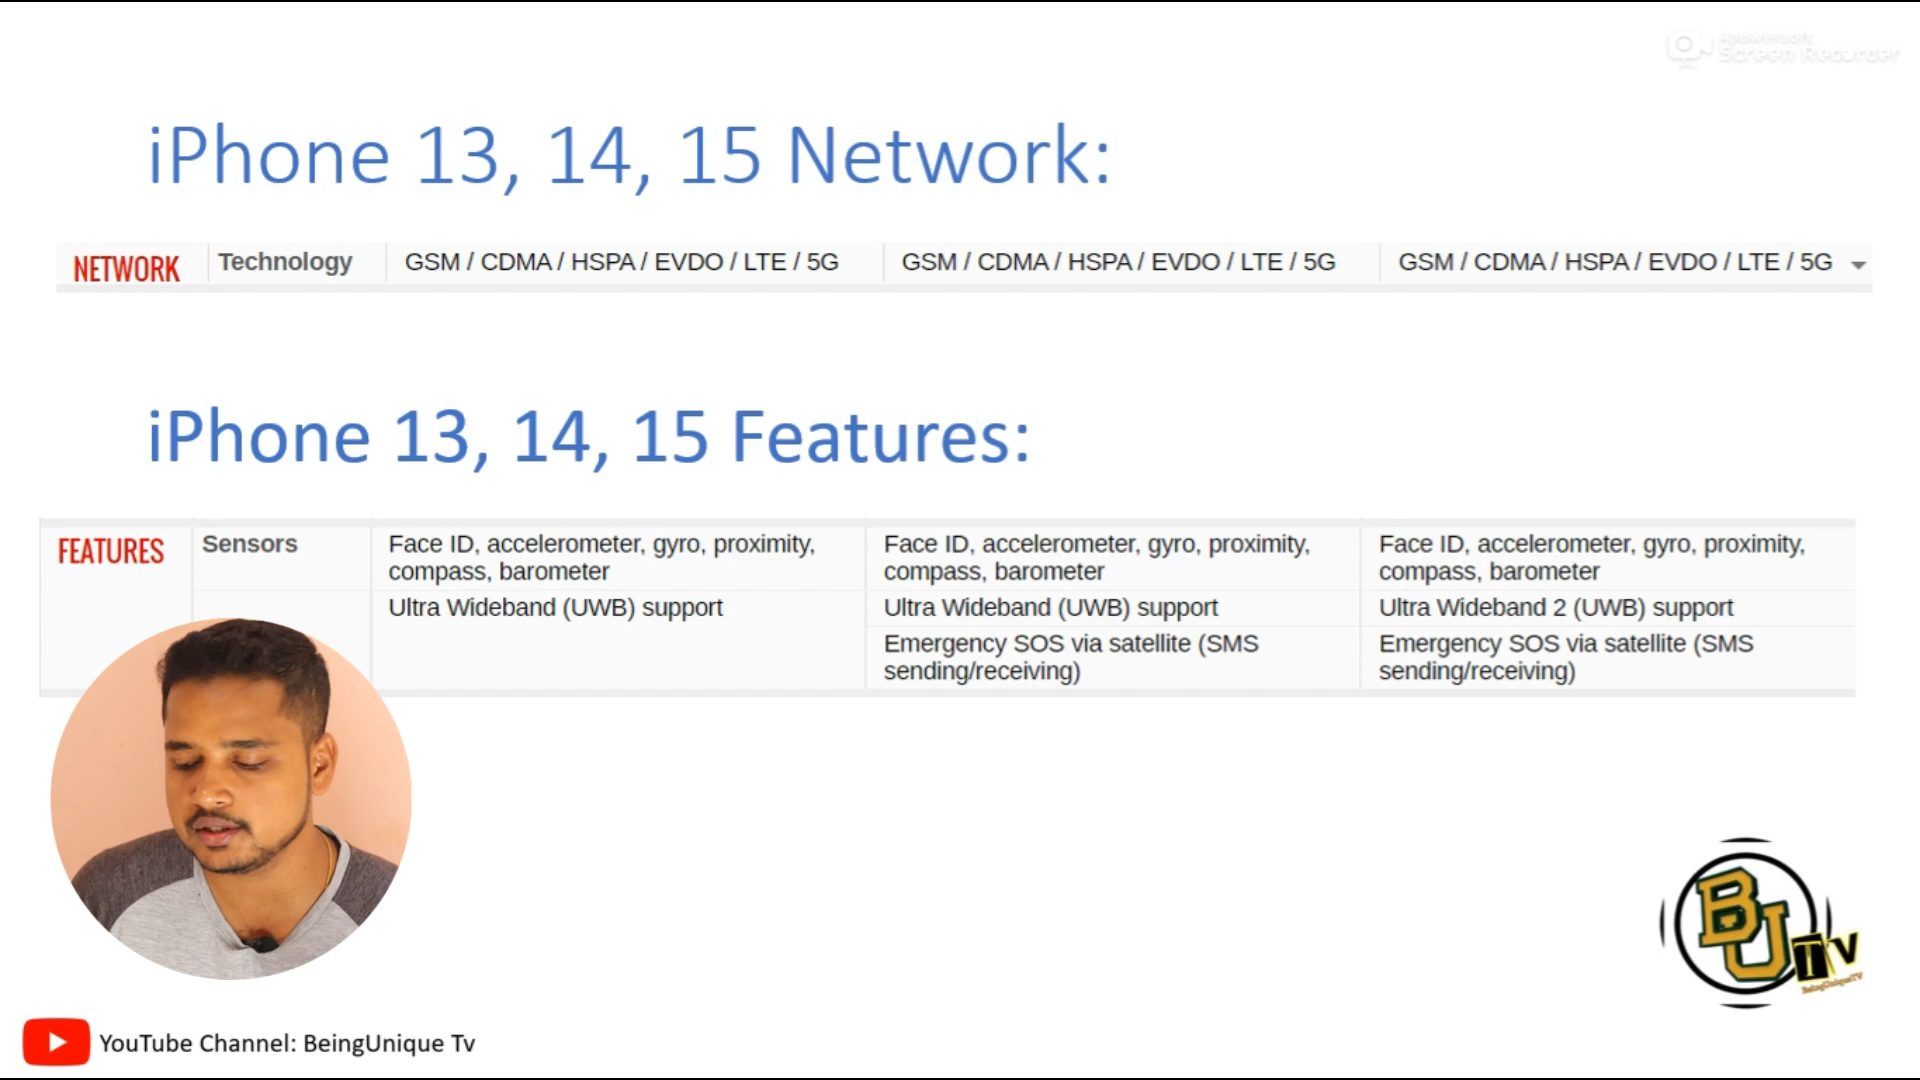 Apowersoft
Screen Recorder
iPhone 13, 14, 15 Network:
NETWORK Technology GSM / CDMA / HSPA / EVDO / LTE / 5G GSM / CDMA / HSPA / EVDO / LTE / 5G GSM / CDMA / HSPA / EVDO / LTE / 5G
iPhone 13, 14, 15 Features:
FEATURES Sensors Face ID, accelerometer, gyro, proximity, Face ID, accelerometer, gyro, proximity, Face ID, accelerometer, gyro, proximity,
compass, barometer compass, barometer compass, barometer
Ultra Wideband (UWB) support Ultra Wideband (UWB) support Ultra Wideband 2 (UWB) support
Emergency SOS via satellite (SMS Emergency SOS via satellite (SMS
sending/receiving) sending/receiving)
BU TV
BeingUniqueTV
YouTube Channel: BeingUnique Tv